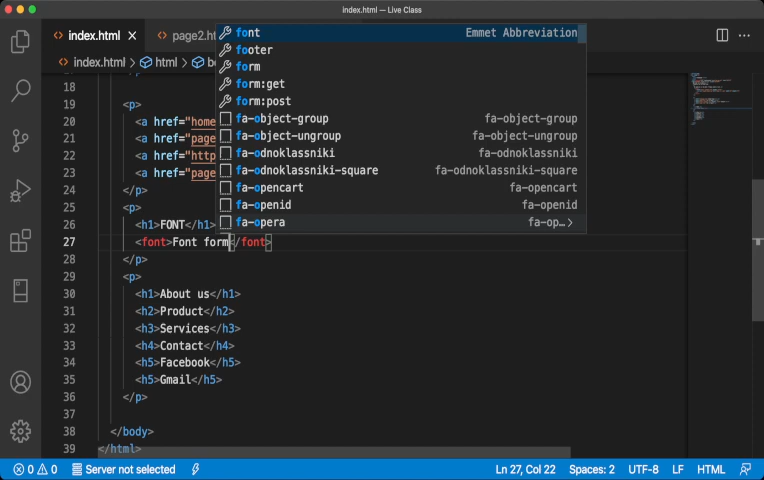 index.html — Live Class
index.html
page2.ht
index.html > html > bo
18
19 <p>
20 <a href="home
21 <a href="page
22 <a href="http
23 <a href="page
24 </p>
25 <p>
26 <h1>FONT</h1>
27 <font>Font form</font>
28 </p>
29 <p>
30 <h1>About us</h1>
31 <h2>Product</h2>
32 <h3>Services</h3>
33 <h4>Contact</h4>
34 <h5>Facebook</h5>
35 <h5>Gmail</h5>
36 </p>
37
38 </body>
39 </html>
font Emmet Abbreviation
footer
form
form:get
form:post
fa-object-group fa-object-group
fa-object-ungroup fa-object-ungroup
fa-odnoklassniki fa-odnoklassniki
fa-odnoklassniki-square fa-odnoklassniki-square
fa-opencart fa-opencart
fa-openid fa-openid
fa-opera fa-op… >
0 0 Server not selected Ln 27, Col 22 Spaces: 2 UTF-8 LF HTML